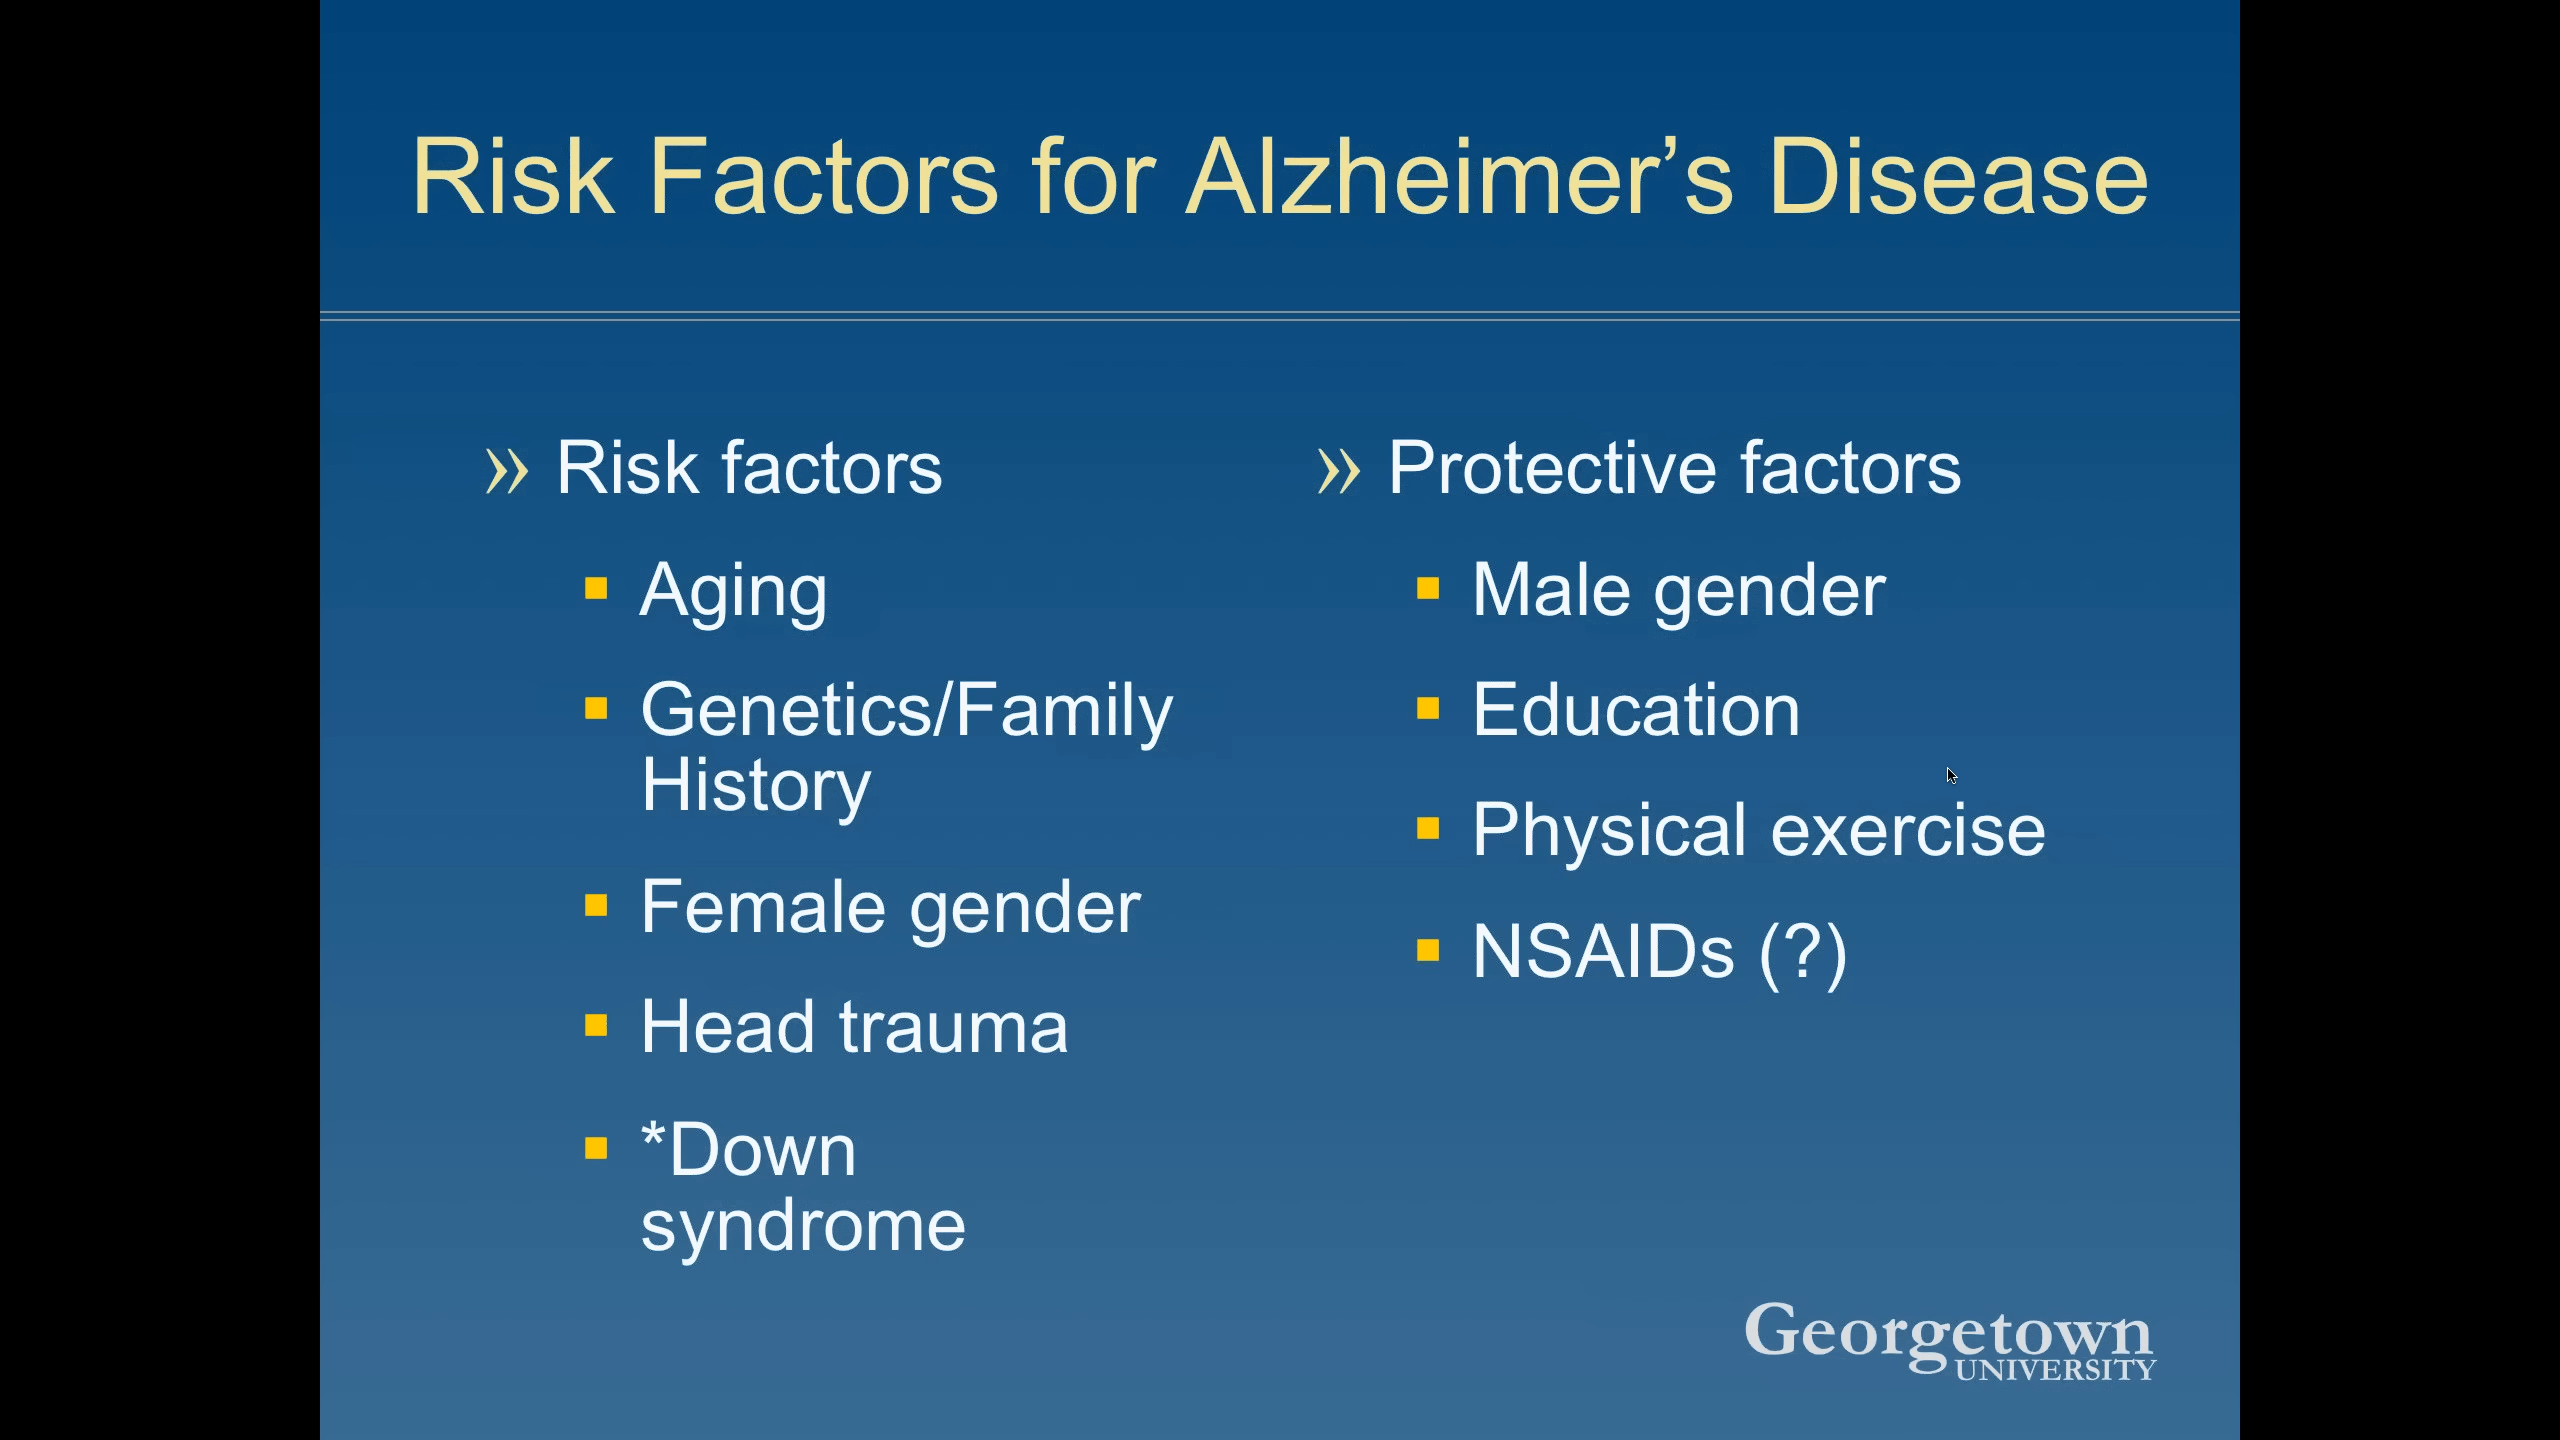 Risk Factors for Alzheimer’s Disease
» Risk factors
Aging
Genetics/Family
History
Female gender
Head trauma
*Down
syndrome
» Protective factors
Male gender
Education
Physical exercise
NSAIDs (?)
Georgetown
UNIVERSITY